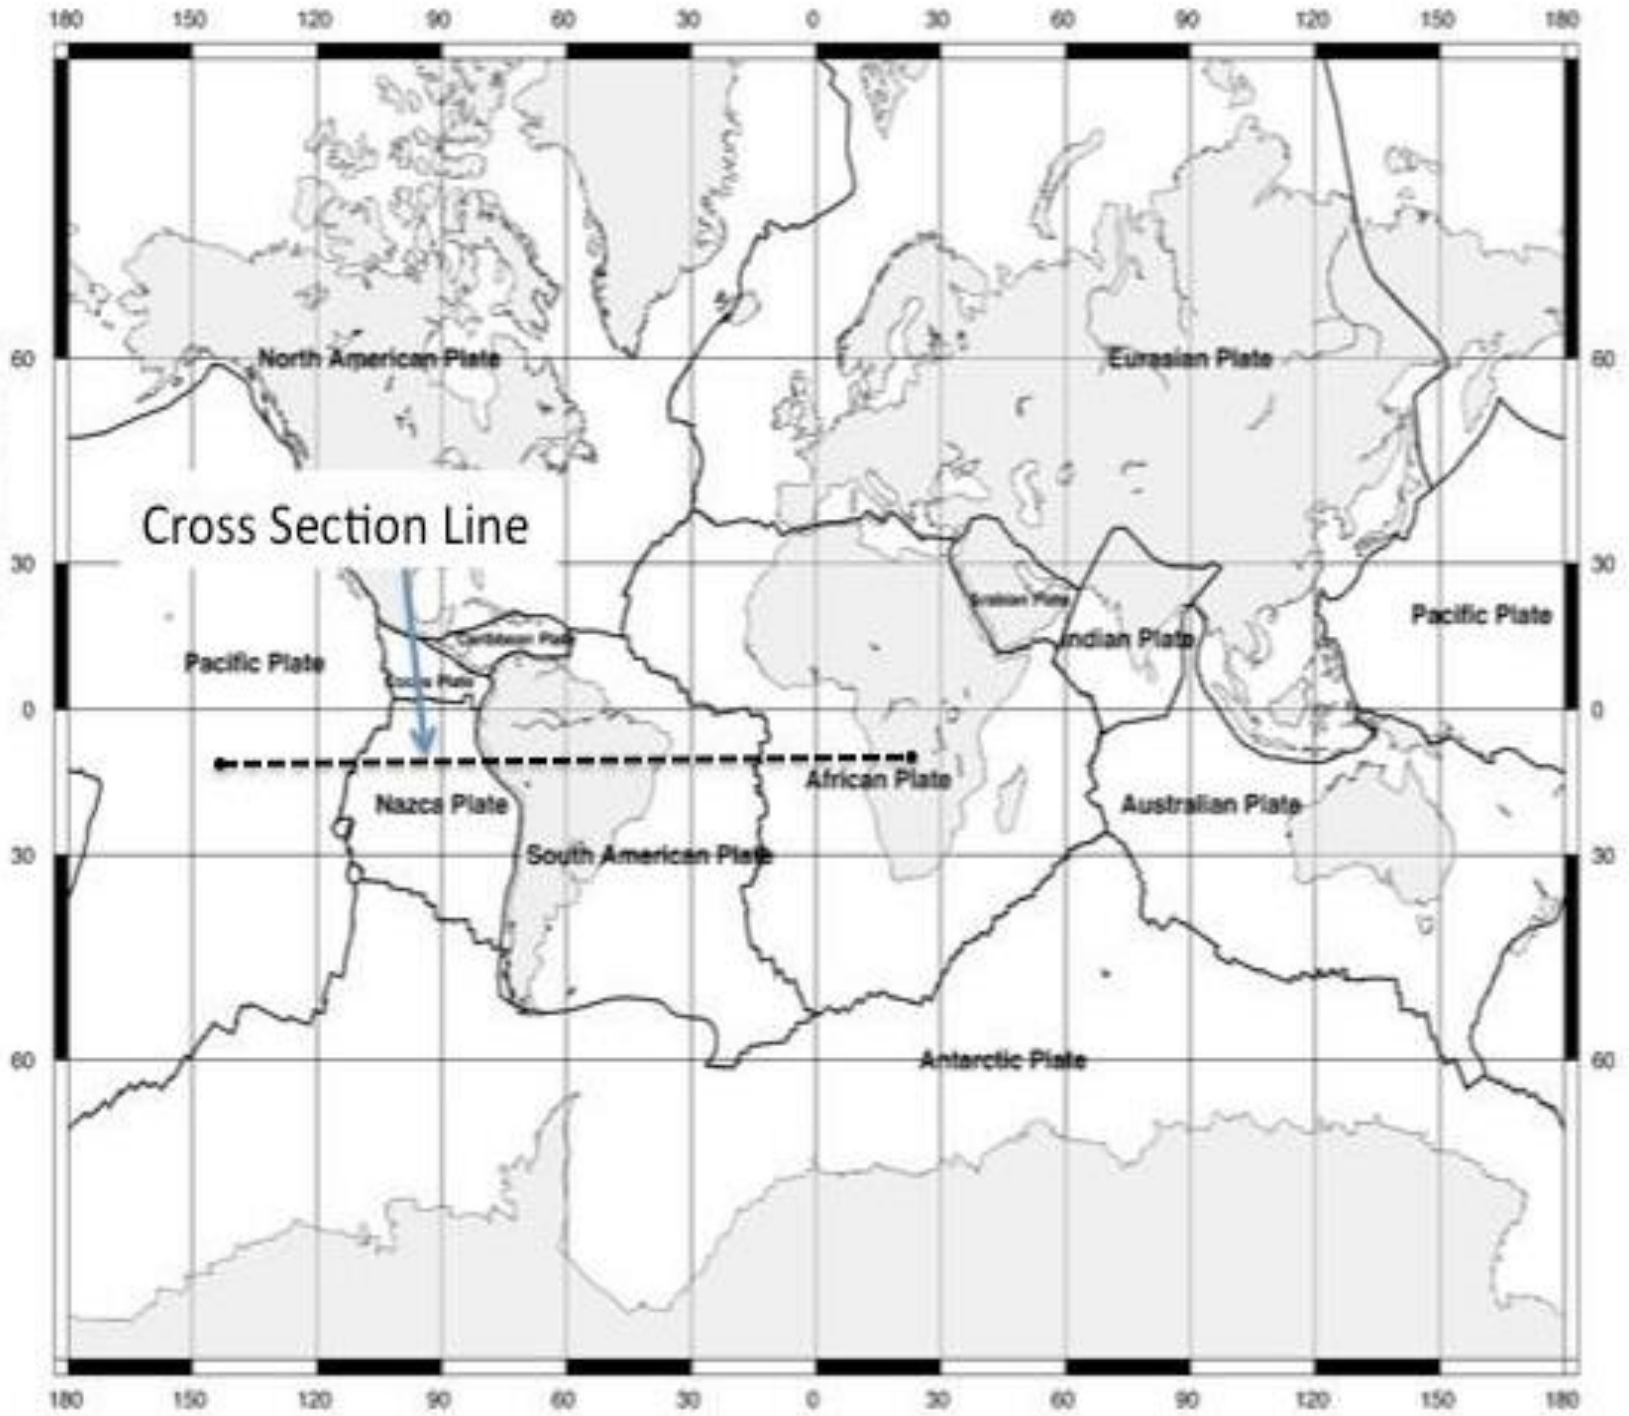 180 150 120 90 60 30 0 30 60 90 120 150 180
60 North American Plate Eurasian Plate 60
Cross Section Line
30 30
Arabian Plate
Caribbean Plate Indian Plate Pacific Plate
Pacific Plate
Cocos Plate
0 0
African Plate
Nazca Plate Australian Plate
30 South American Plate 30
60 Antarctic Plate 60
180 150 120 90 60 30 0 30 60 90 120 150 180